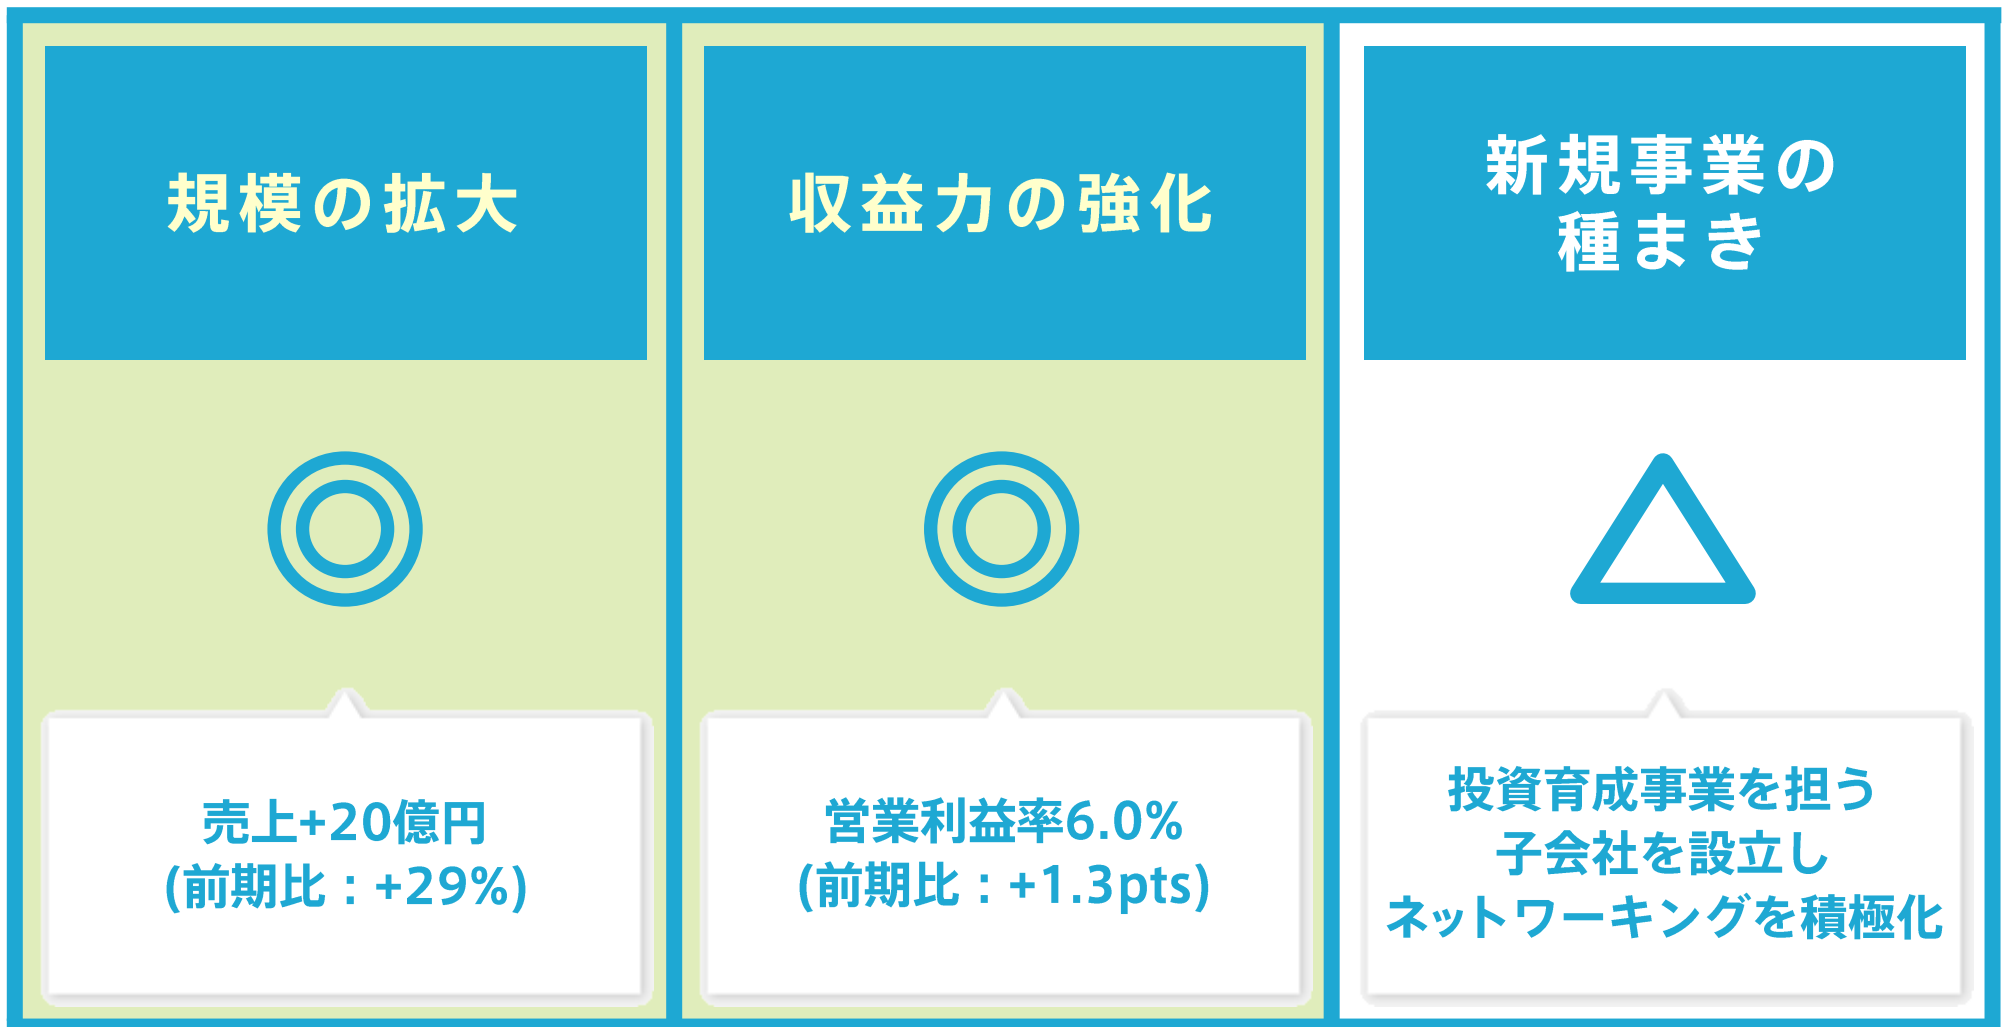 規模の拡大
収益力の強化
新規事業の
種まき
売上+20億円
(前期比：+29%)
営業利益率6.0%
(前期比：+1.3pts)
投資育成事業を担う
子会社を設立し
ネットワーキングを積極化